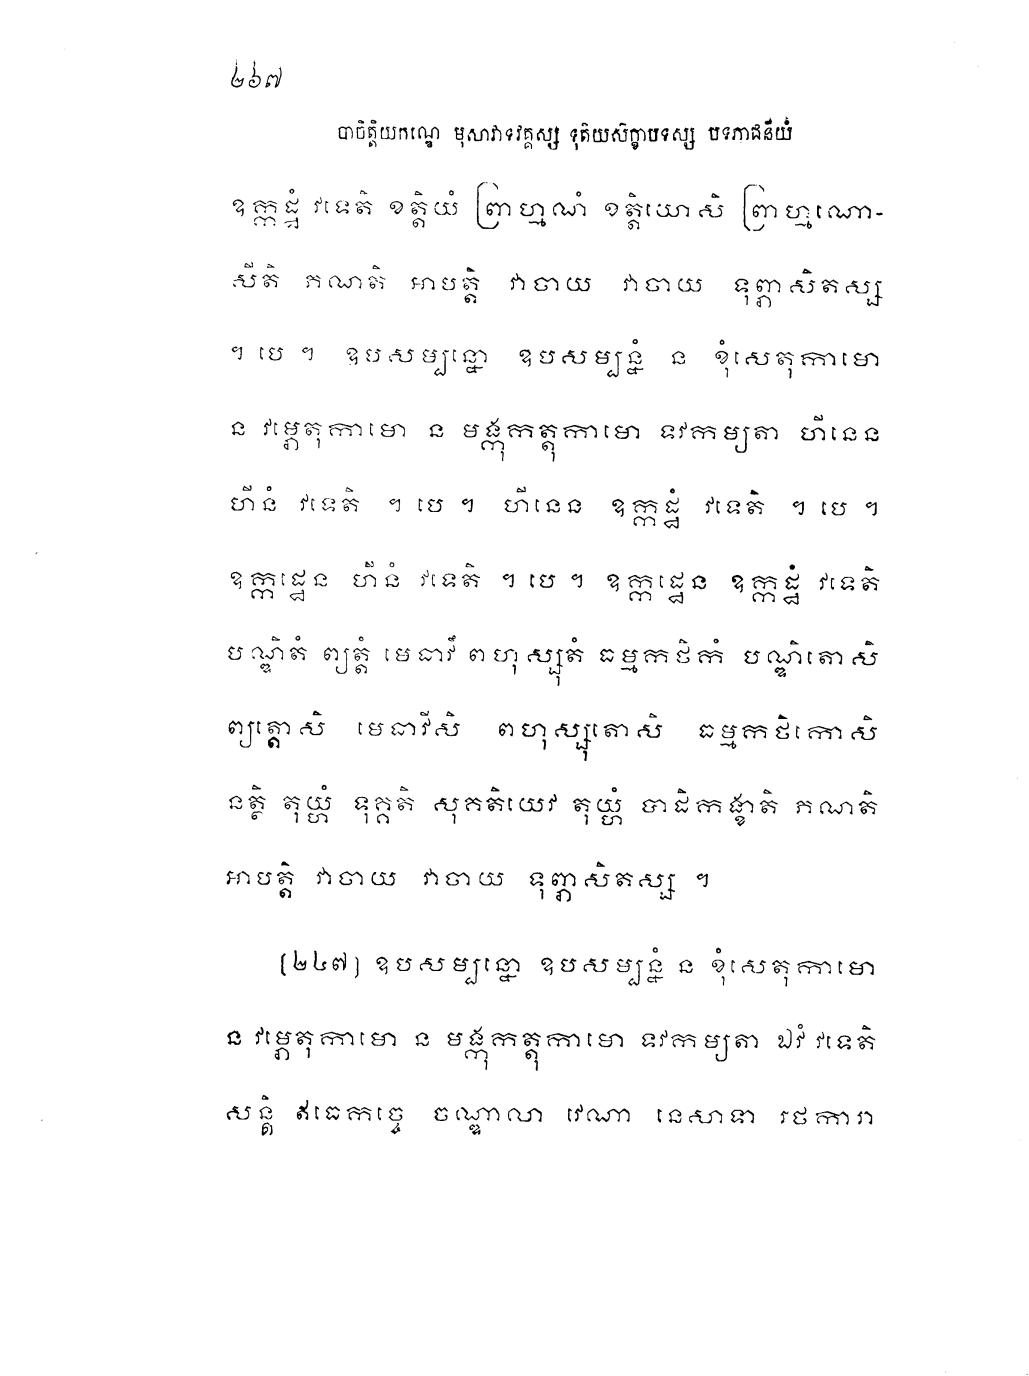 ២៦៧
បាចិត្តិយកណ្ឌេ មុសាវាទវគ្គស្ស ទុតិយសិក្ខាបទស្ស បទភាជនីយំ
ឧក្កដ្ឋំ វទេតិ ខត្តិយំ ព្រាហ្មណំ ខត្តិយោសិ ព្រាហ្មណោ-
សីតិ ភណតិ អាបត្តិ វាចាយ វាចាយ ទុព្ភាសិតស្ស
។ បេ ។ ឧបសម្បន្នោ ឧបសម្បន្នំ ន ខុំសេតុកាមោ
ន វម្ភេតុកាមោ ន មង្កុកត្តុកាមោ ទវកម្យតា ហីនេន
ហីនំ វទេតិ ។ បេ ។ ហីនេន ឧក្កដ្ឋំ វទេតិ ។ បេ ។
ឧក្កដ្ឋេន ហីនំ វទេតិ ។ បេ ។ ឧក្កដ្ឋេន ឧក្កដ្ឋំ វទេតិ
បណ្ឌិតំ ព្យត្តំ មេធាវឹ ពហុស្សុតំ ធម្មកថិកំ បណ្ឌិតោសិ
ព្យត្តោសិ មេធាវីសិ ពហុស្សុតោសិ ធម្មកថិកោសិ
នត្ថិ តុយ្ហំ ទុគ្គតិ សុគតិយេវ តុយ្ហំ បាដិកង្ខាតិ ភណតិ
អាបត្តិ វាចាយ វាចាយ ទុព្ភាសិតស្ស ។
[២៤៧] ឧបសម្បន្នោ ឧបសម្បន្នំ ន ខុំសេតុកាមោ
ន វម្ភេតុកាមោ ន មង្កុកត្តុកាមោ ទវកម្យតា ឯវំ វទេតិ
សន្តិ ឥធេកច្ចេ ចណ្ឌាលា វេណា នេសាទា រថការា